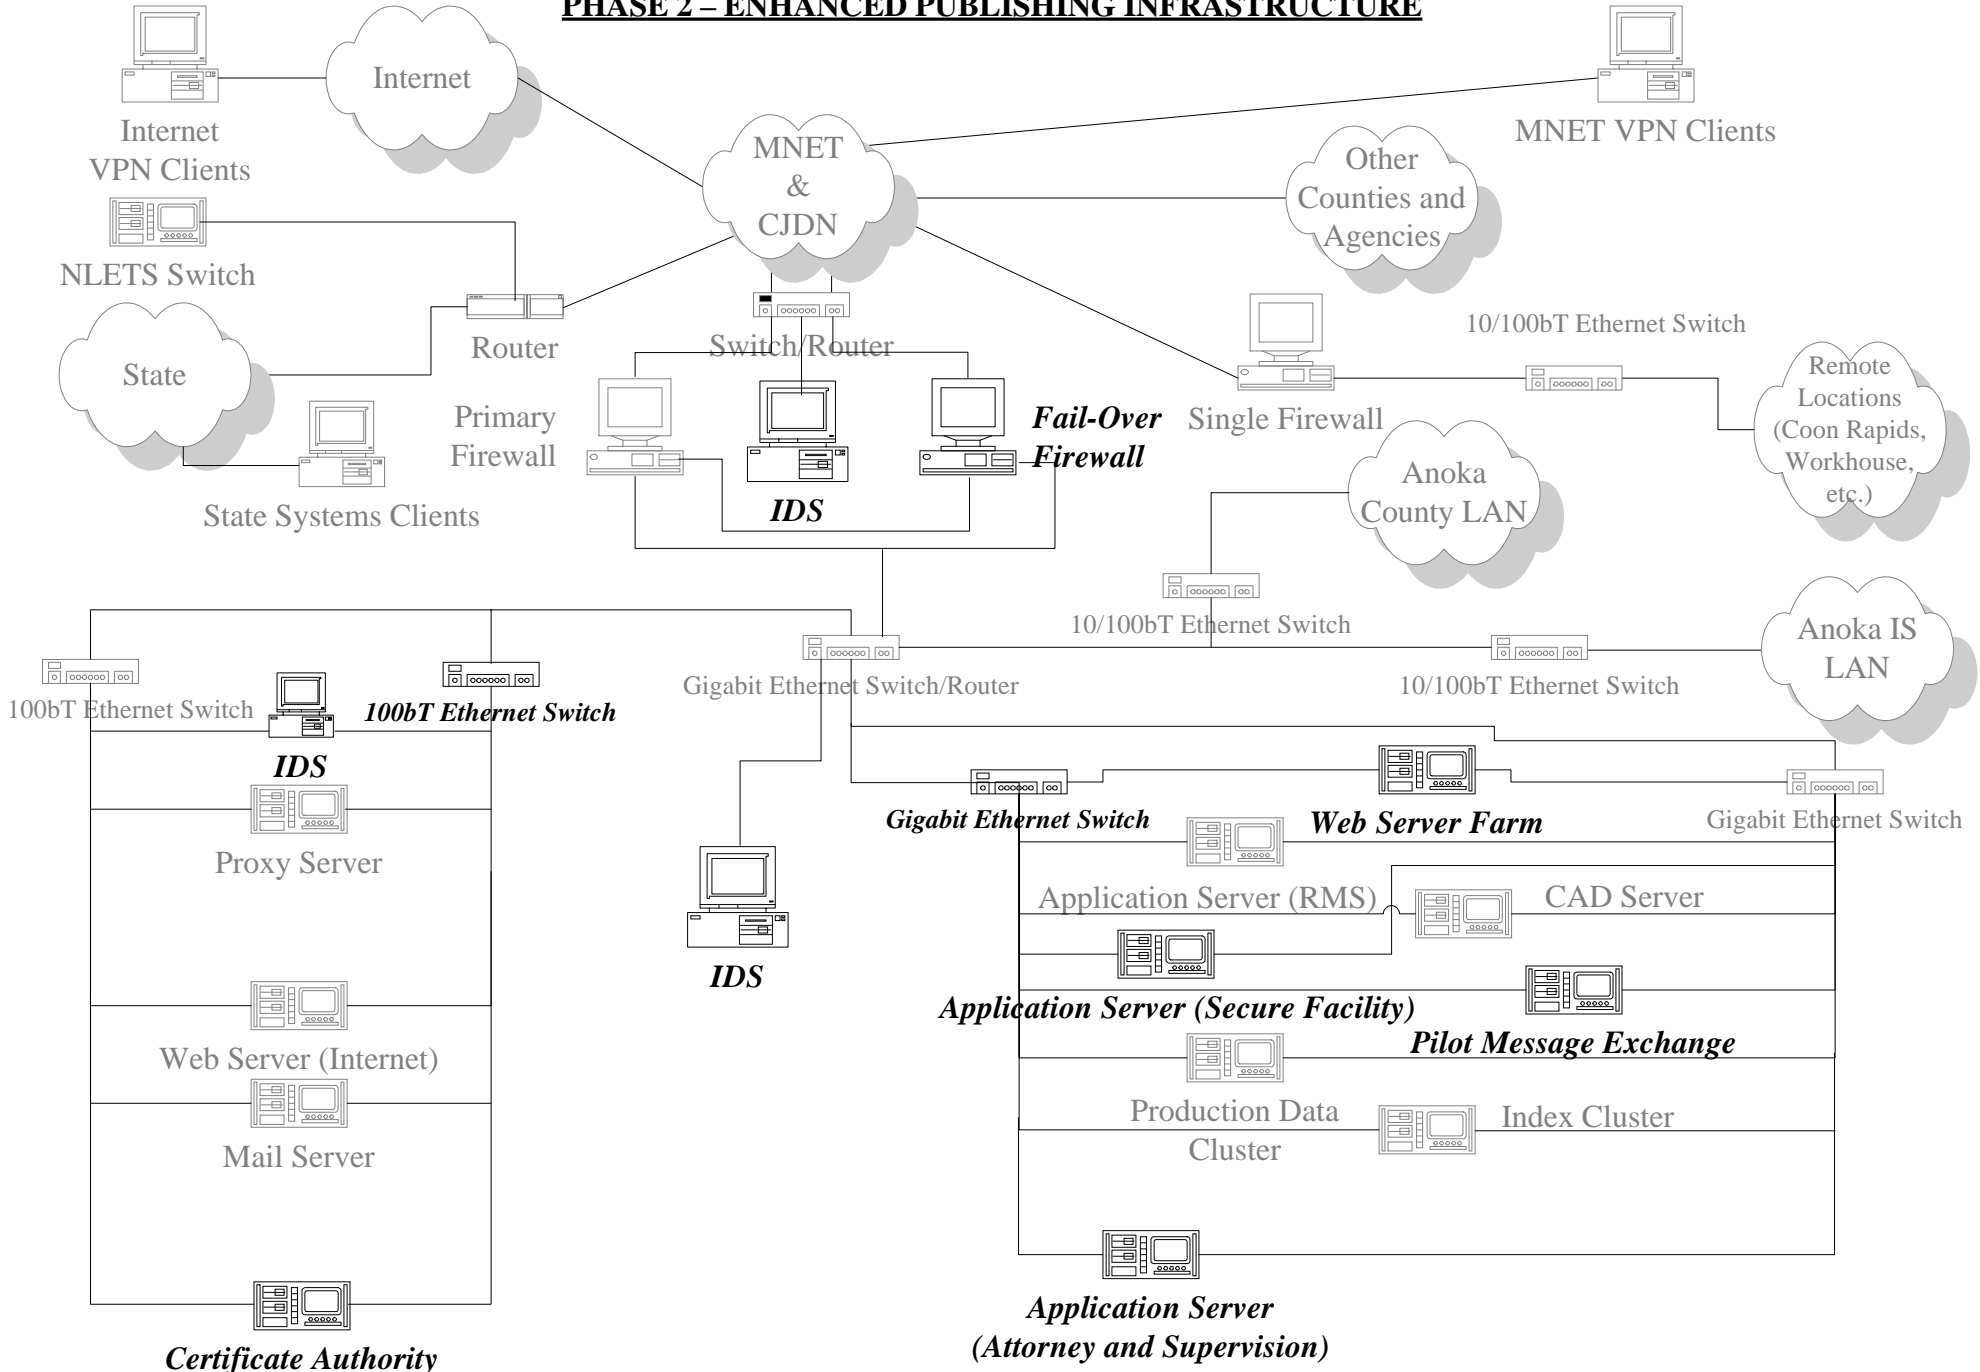 PHASE 2 – ENHANCED PUBLISHING INFRASTRUCTURE
Internet
Internet
VPN Clients
MNET
&
CJDN
MNET VPN Clients
Other
Counties and
Agencies
NLETS Switch
State
Router
Switch/Router
10/100bT Ethernet Switch
Remote
Locations
(Coon Rapids,
Workhouse,
etc.)
Primary
Firewall
IDS
Fail-Over
Firewall
Single Firewall
State Systems Clients
Anoka
County LAN
10/100bT Ethernet Switch
Anoka IS
LAN
100bT Ethernet Switch
IDS
100bT Ethernet Switch
Gigabit Ethernet Switch/Router
10/100bT Ethernet Switch
Proxy Server
Gigabit Ethernet Switch
Web Server Farm
Gigabit Ethernet Switch
Application Server (RMS)
CAD Server
IDS
Application Server (Secure Facility)
Pilot Message Exchange
Web Server (Internet)
Production Data
Cluster
Index Cluster
Mail Server
Application Server
(Attorney and Supervision)
Certificate Authority